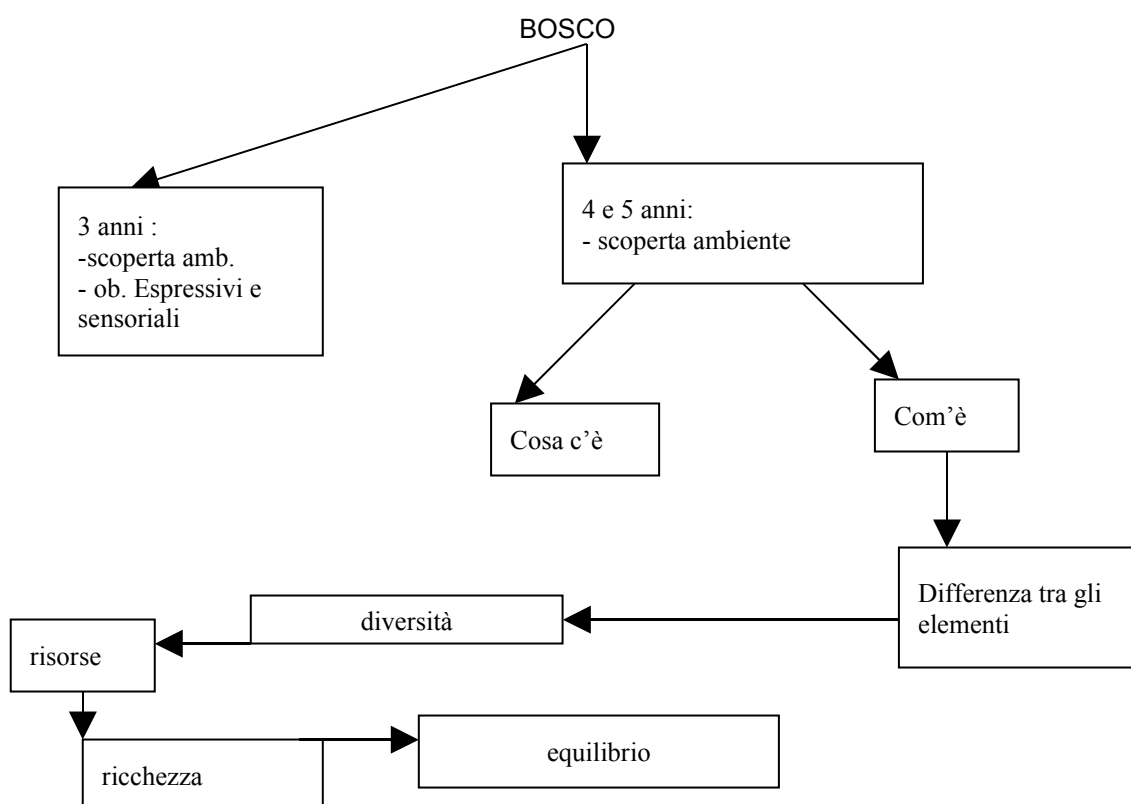 BOSCO
3 anni :
-scoperta amb.
- ob. Espressivi e
sensoriali
4 e 5 anni:
- scoperta ambiente
Cosa c’è
Com’è
Differenza tra gli
elementi
diversità
risorse
ricchezza
equilibrio